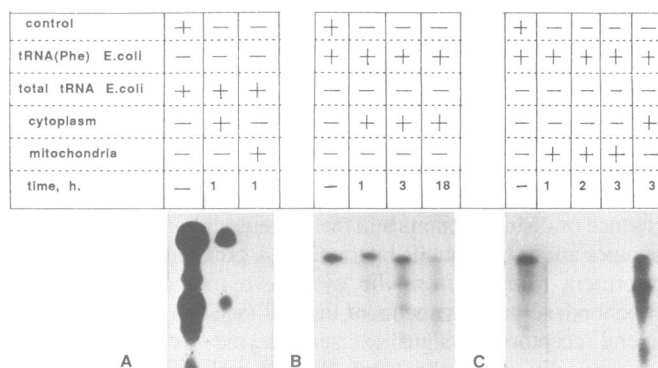 control + — — + — — — + — — — —
tRNA(Phe) E.coli — — — + + + + + + + + +
total tRNA E.coli + + + — — — — — — — — —
cytoplasm — + — — + + + — — — — +
mitochondria — — + — — — — — + + + —
time, h. — 1 1 — 1 3 18 — 1 2 3 3
A B C